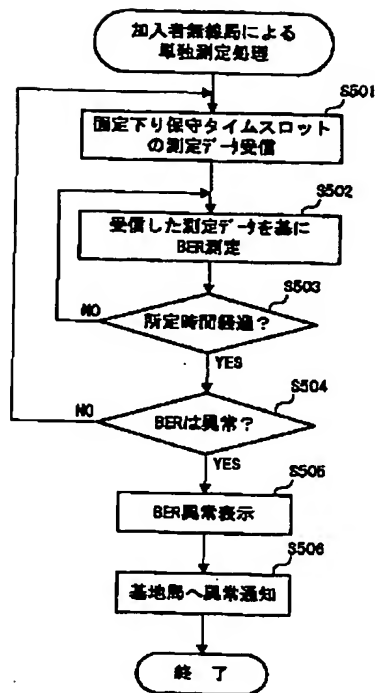 加入者無線局による
単独測定処理
S501
固定下り保守タイムスロット
の測定データ受信
S502
受信した測定データを基に
BER測定
S503
NO
所定時間経過?
YES
S504
NO
BERは異常?
YES
S505
BER異常表示
S506
基地局へ異常通知
終 了